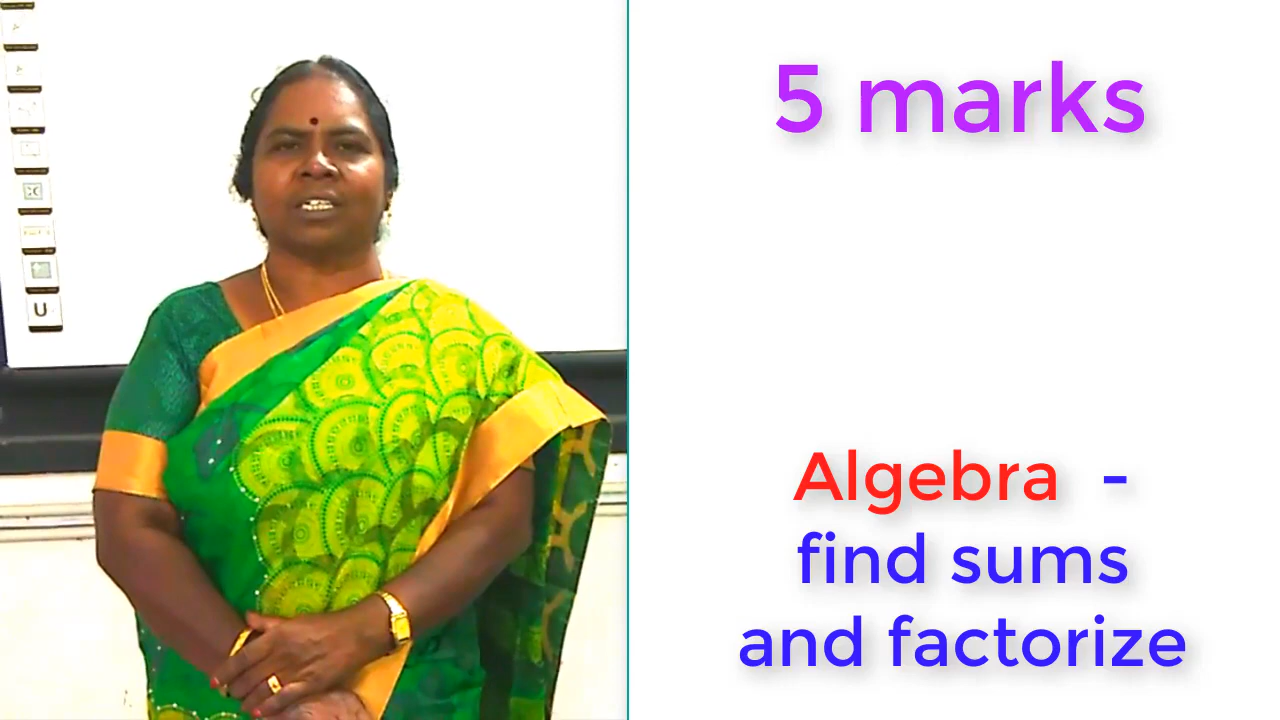 5 marks
Algebra -
find sums
and factorize
U